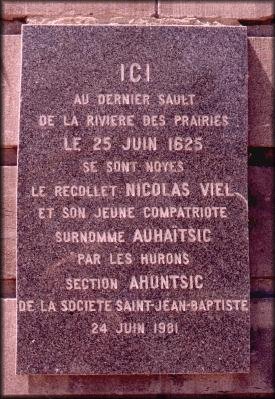 ICI
AU DERNIER SAULT
DE LA RIVIERE DES PRAIRIES
LE 25 JUIN 1625
SE SONT NOYES
LE RECOLLET NICOLAS VIEL
ET SON JEUNE COMPATRIOTE
SURNOMME AUHAITSIC
PAR LES HURONS
SECTION AHUNTSIC
DE LA SOCIETE SAINT-JEAN-BAPTISTE
24 JUIN 1981